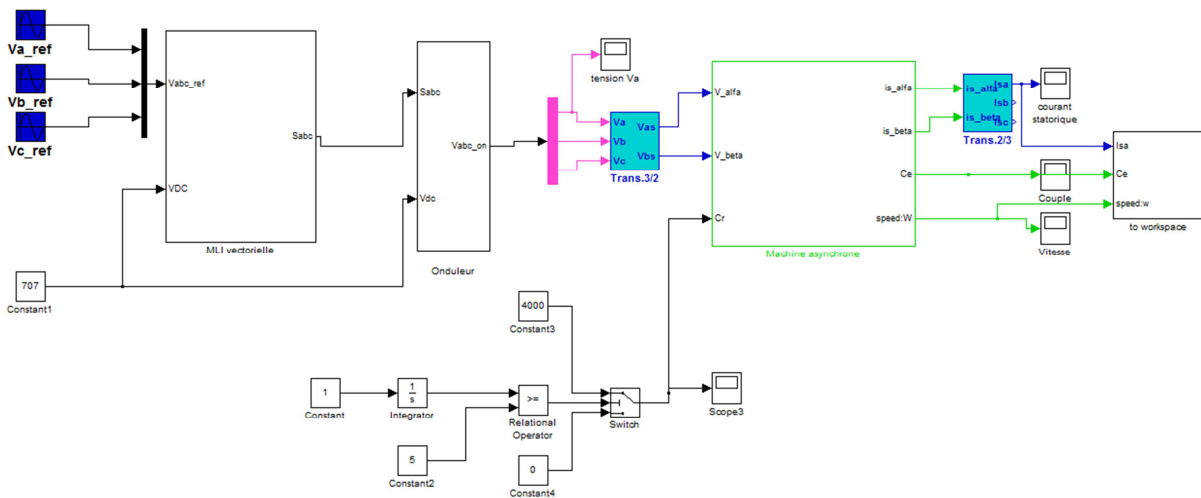 Va_ref
Vb_ref
Vc_ref
Vabc_ref
VDC
Sabc
MLI vectorielle
Sabc
Vdc
Vabc_on
Onduleur
tension Va
Va
Vb
Vc
Vas
Vbs
Trans.3/2
V_alfa
V_beta
Cr
is_alfa
is_beta
Ce
speed:W
Machine asynchrone
is_alfa
is_beta
Isa
Isb
Isc
Trans.2/3
courant
statorique
Couple
Vitesse
Isa
Ce
speed:w
to workspace
707
Constant1
4000
Constant3
1
Constant
1
s
Integrator
>=
Relational
Operator
Switch
Scope3
5
Constant2
0
Constant4